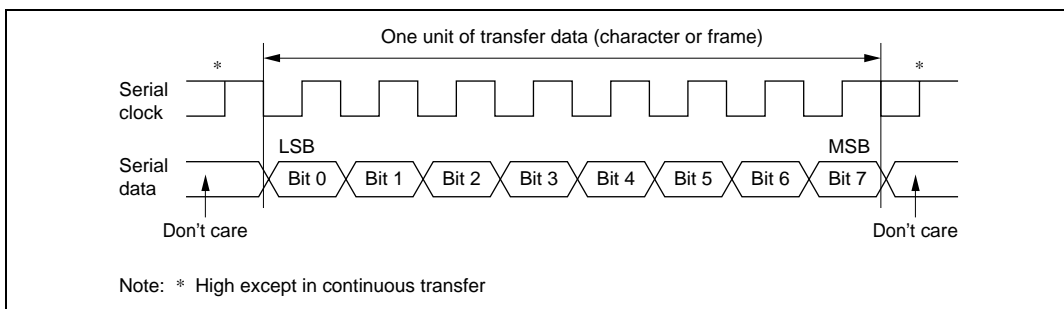 One unit of transfer data (character or frame)
* *
Serial
clock
LSB MSB
Serial
data
Bit 0 Bit 1 Bit 2 Bit 3 Bit 4 Bit 5 Bit 6 Bit 7
Don't care Don't care
Note: * High except in continuous transfer